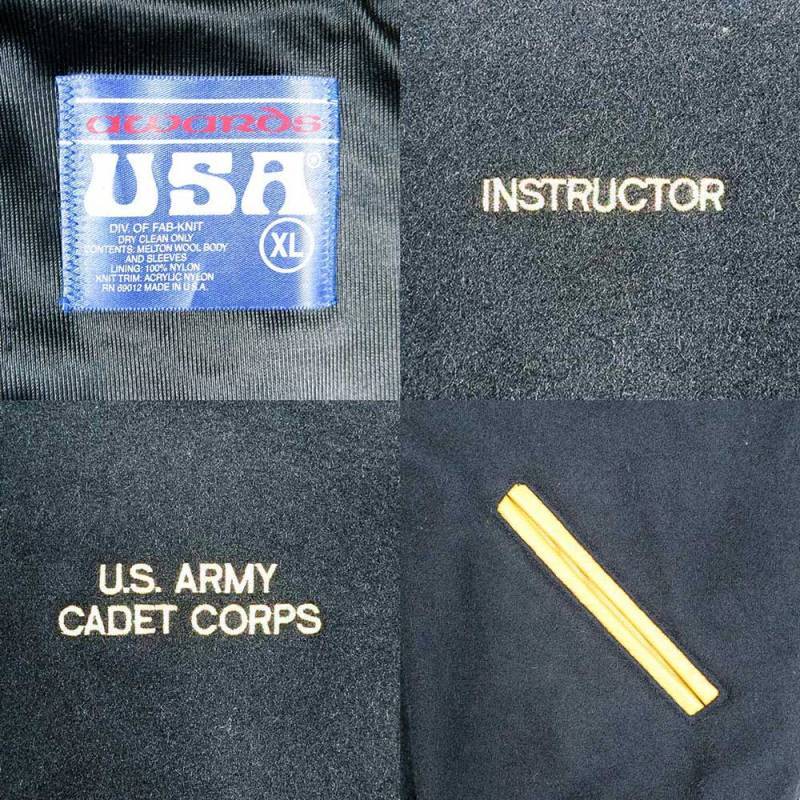 awards
USA®
DIV. OF FAB-KNIT
DRY CLEAN ONLY
CONTENTS: MELTON WOOL BODY
AND SLEEVES
LINING: 100% NYLON
KNIT TRIM: ACRYLIC NYLON
RN 69012 MADE IN U.S.A.
XL
INSTRUCTOR
U.S. ARMY
CADET CORPS